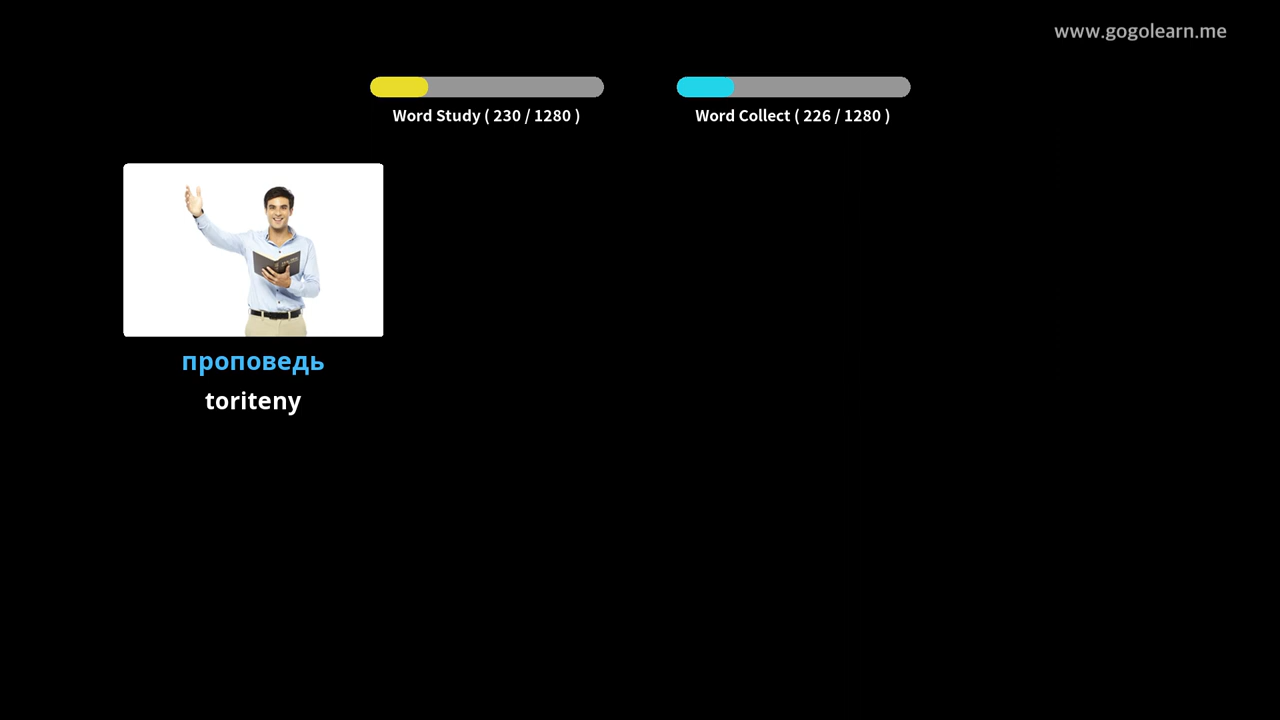 www.gogolearn.me
Word Study ( 230 / 1280 )
Word Collect ( 226 / 1280 )
проповедь
toriteny